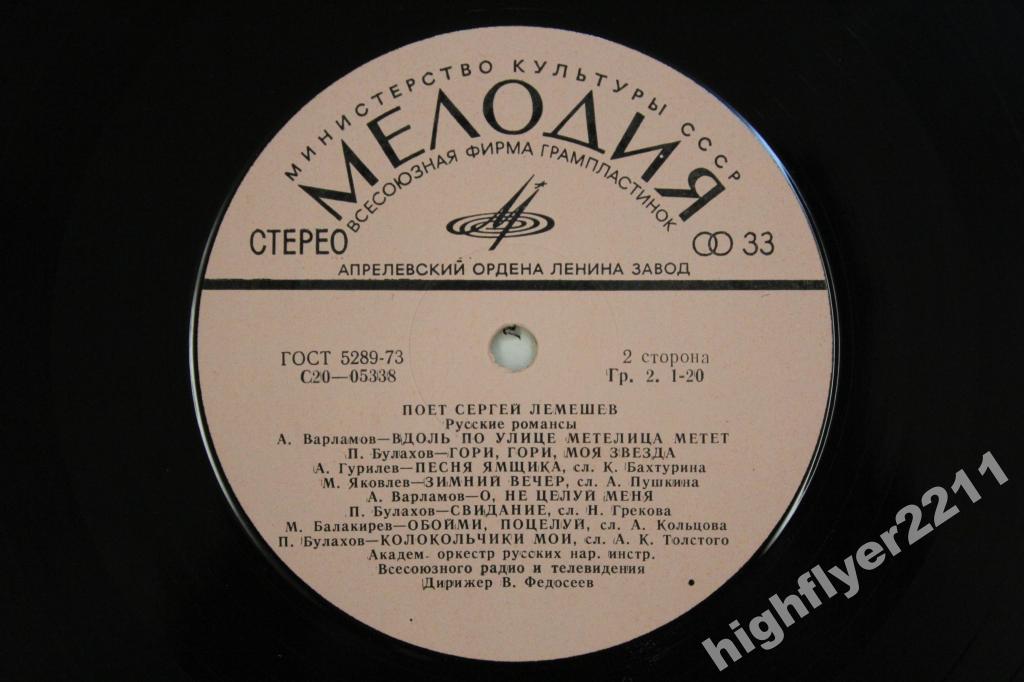 МИНИСТЕРСТВО КУЛЬТУРЫ СССР
МЕЛОДИЯ
ВСЕСОЮЗНАЯ ФИРМА ГРАМПЛАСТИНОК
СТЕРЕО 33
АПРЕЛЕВСКИЙ ОРДЕНА ЛЕНИНА ЗАВОД
ГОСТ 5289-73 2 сторона
С20—05338 Гр. 2. 1-20
ПОЕТ СЕРГЕЙ ЛЕМЕШЕВ
Русские романсы
А. Варламов—ВДОЛЬ ПО УЛИЦЕ МЕТЕЛИЦА МЕТЕТ
П. Булахов—ГОРИ, ГОРИ, МОЯ ЗВЕЗДА
А. Гурилев—ПЕСНЯ ЯМЩИКА, сл. К. Бахтурина
М. Яковлев—ЗИМНИЙ ВЕЧЕР, сл. А. Пушкина
А. Варламов—О, НЕ ЦЕЛУЙ МЕНЯ
П. Булахов—СВИДАНИЕ, сл. Н. Грекова
М. Балакирев—ОБОЙМИ, ПОЦЕЛУЙ, сл. А. Кольцова
П. Булахов—КОЛОКОЛЬЧИКИ МОИ, сл. А. К. Толстого
Академ. оркестр русских нар. инстр.
Всесоюзного радио и телевидения
Дирижер В. Федосеев
highflyer2211